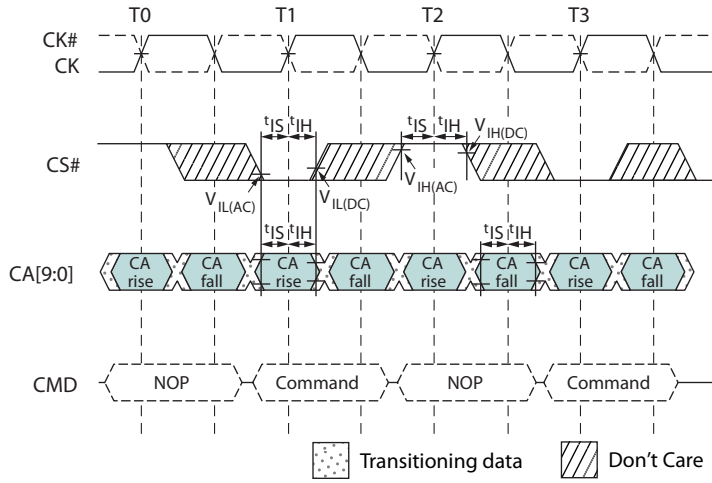 T0 T1 T2 T3
CK#
CK
tIS tIH tIS tIH
VIH(DC)
CS#
VIL(AC) VIL(DC) VIH(AC)
tIS tIH tIS tIH
CA[9:0]
CA rise
CA fall
CA rise
CA fall
CA rise
CA fall
CA rise
CA fall
CMD NOP Command NOP Command
Transitioning data Don't Care